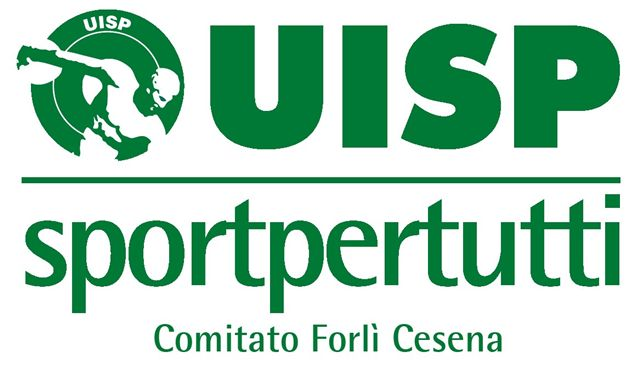 UISP
UISP
sportpertutti
Comitato Forlì Cesena